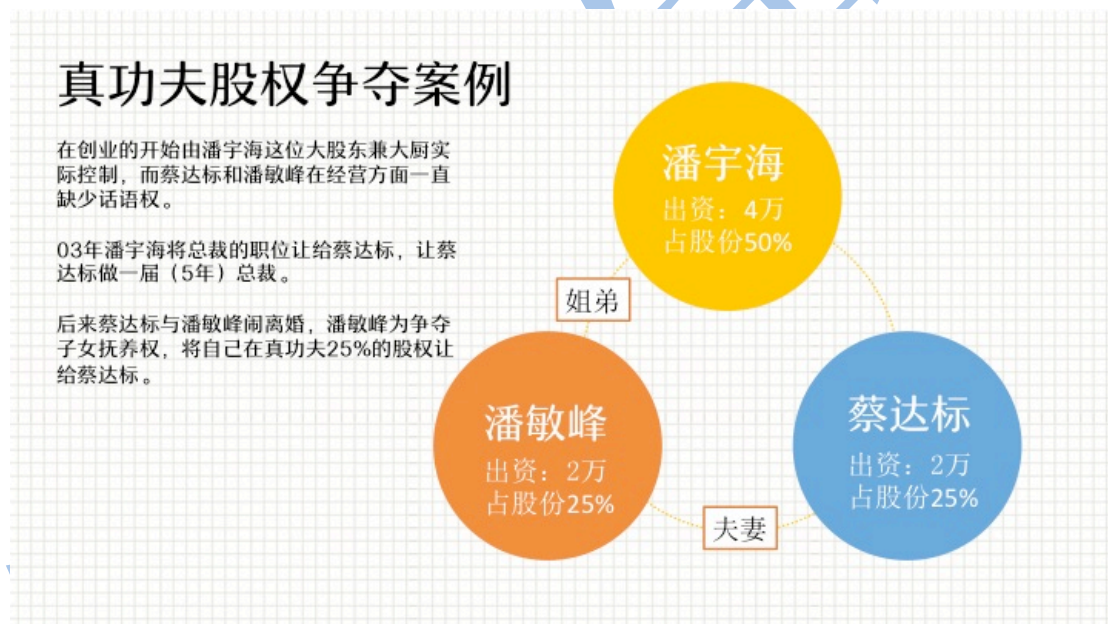 真功夫股权争夺案例
在创业的开始由潘宇海这位大股东兼大厨实
际控制，而蔡达标和潘敏峰在经营方面一直
缺少话语权。
03年潘宇海将总裁的职位让给蔡达标，让蔡
达标做一届（5年）总裁。
后来蔡达标与潘敏峰闹离婚，潘敏峰为争夺
子女抚养权，将自己在真功夫25%的股权让
给蔡达标。
潘宇海
出资：4万
占股份50%
姐弟
潘敏峰
出资：2万
占股份25%
蔡达标
出资：2万
占股份25%
夫妻